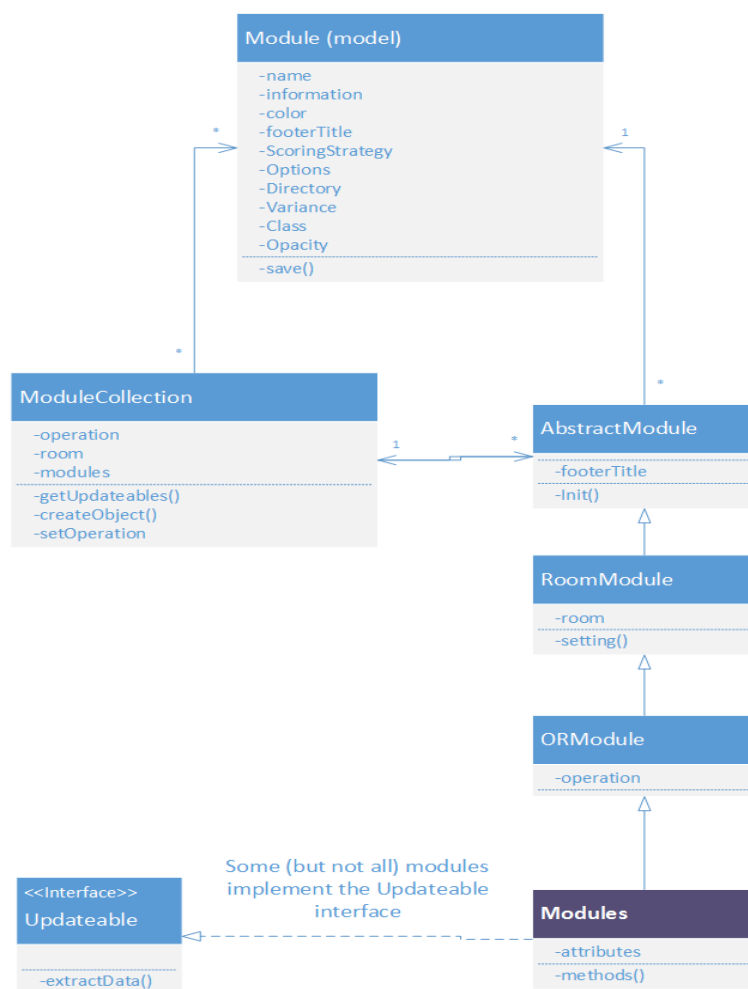 Module (model)
-name
-information
-color
-footerTitle
-ScoringStrategy
-Options
-Directory
-Variance
-Class
-Opacity
-save()
*
1
*
*
ModuleCollection
-operation
-room
-modules
-getUpdateables()
-createObject()
-setOperation
1
*
AbstractModule
-footerTitle
-Init()
RoomModule
-room
-setting()
ORModule
-operation
Some (but not all) modules
implement the Updateable
interface
<<Interface>>
Updateable
-extractData()
Modules
-attributes
-methods()